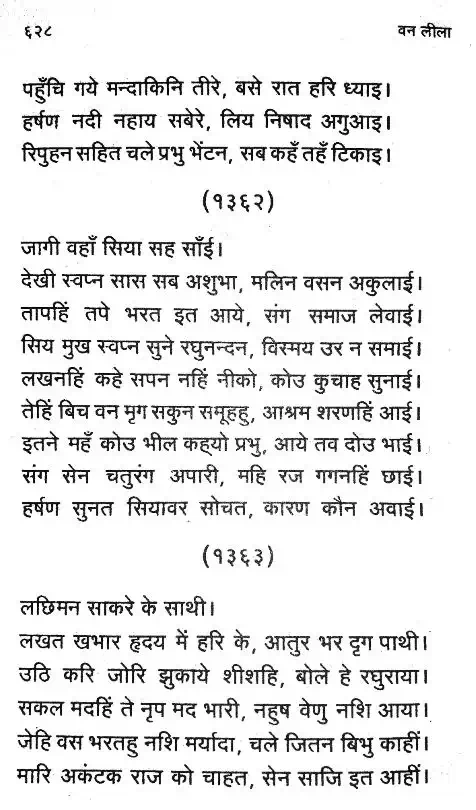 ६२८ वन लीला
पहुँचि गये मन्दाकिनि तीरे, बसे रात हरि ध्याइ।
हर्षण नदी नहाय सबेरे, लिय निषाद अगुआइ।
रिपुहन सहित चले प्रभु भेंटन, सब कहँ तहँ टिकाइ।
(१३६२)
जागी वहाँ सिया सह साँई।
देखी स्वप्न सास सब अशुभा, मलिन वसन अकुलाई।
तापहिं तपे भरत इत आये, संग समाज लेवाई।
सिय मुख स्वप्न सुने रघुनन्दन, विस्मय उर न समाई।
लखनहिं कहे सपन नहिं नीको, कोउ कुचाह सुनाई।
तेहिं बिच वन मृग सकुन समूहहु, आश्रम शरणहिं आई।
इतने महँ कोउ भील कह्यो प्रभु, आये तव दोउ भाई।
संग सेन चतुरंग अपारी, महि रज गगनहिं छाई।
हर्षण सुनत सियावर सोचत, कारण कौन अवाई।
(१३६३)
लछिमन साकरे के साथी।
लखत खभार हृदय में हरि के, आतुर भर दृग पाथी।
उठि करि जोरि झुकाये शीशहि, बोले हे रघुराया।
सकल मदहिं ते नृप मद भारी, नहुष वेणु नशि आया।
जेहि वस भरतहु नशि मर्यादा, चले जितन बिभु काहीं।
मारि अकंटक राज को चाहत, सेन साजि इत आहीं।